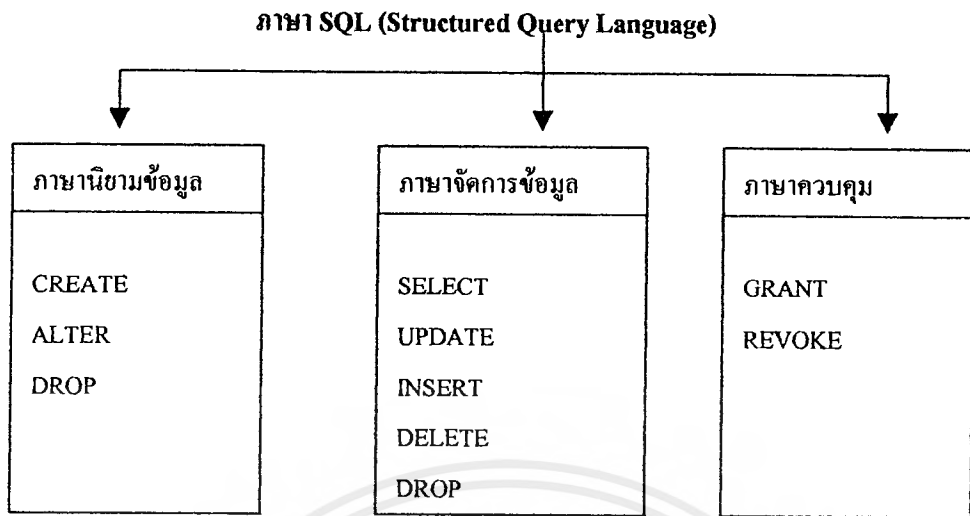 ภาษา SQL (Structured Query Language)
ภาษานิยามข้อมูล
CREATE
ALTER
DROP
ภาษาจัดการข้อมูล
SELECT
UPDATE
INSERT
DELETE
DROP
ภาษาควบคุม
GRANT
REVOKE